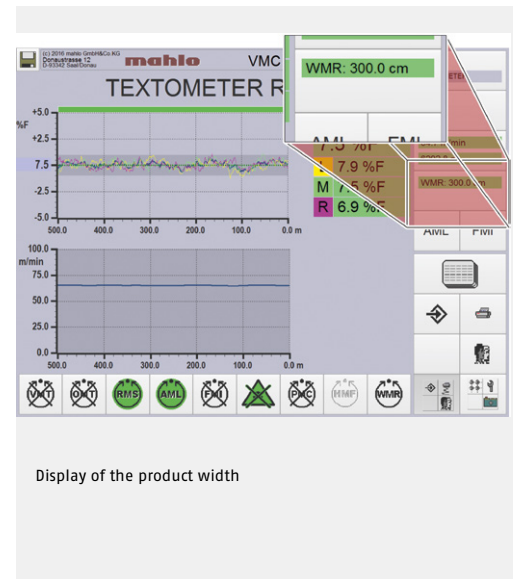 (c) 2016 mahlo GmbH&Co KG
Donaustrasse 12
D-93342 Saal/Donau
mahlo
VMC
TEXTOMETER R
WMR: 300.0 cm
AML FMI
%F
+5.0
+2.5
7.5
-2.5
-5.0
500.0 400.0 300.0 200.0 100.0 0.0 m
7.5 %F
L 7.9 %F
M 7.5 %F
R 6.9 %F
WMR: 300.0 cm
AML FMI
100.0
m/min
75.0
50.0
25.0
0.0
500.0 400.0 300.0 200.0 100.0 0.0 m
VMT OMT RMS AML FMI PMC HMF WMR
Display of the product width